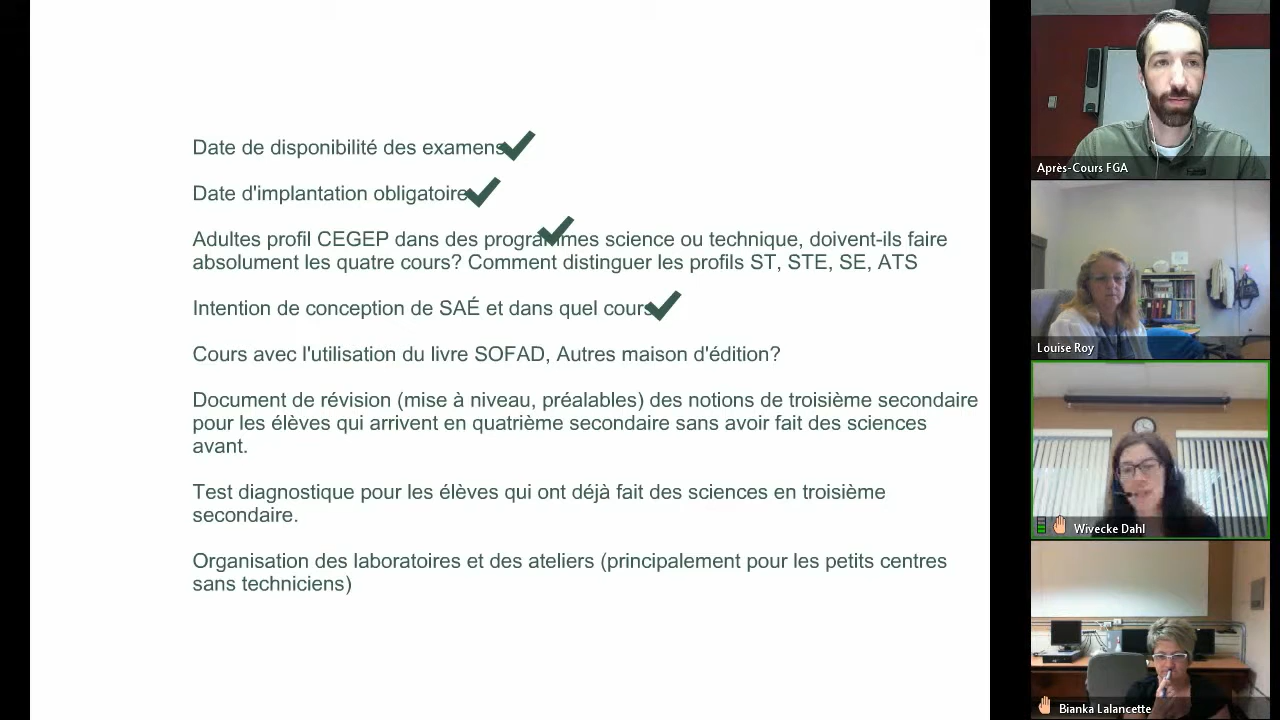 Date de disponibilité des examens
Date d'implantation obligatoire
Adultes profil CEGEP dans des programmes science ou technique, doivent-ils faire
absolument les quatre cours? Comment distinguer les profils ST, STE, SE, ATS
Intention de conception de SAÉ et dans quel cours
Cours avec l'utilisation du livre SOFAD, Autres maison d'édition?
Document de révision (mise à niveau, préalables) des notions de troisième secondaire
pour les élèves qui arrivent en quatrième secondaire sans avoir fait des sciences
avant.
Test diagnostique pour les élèves qui ont déjà fait des sciences en troisième
secondaire.
Organisation des laboratoires et des ateliers (principalement pour les petits centres
sans techniciens)
Après-Cours FGA
Louise Roy
Wivecke Dahl
Bianka Lalancette